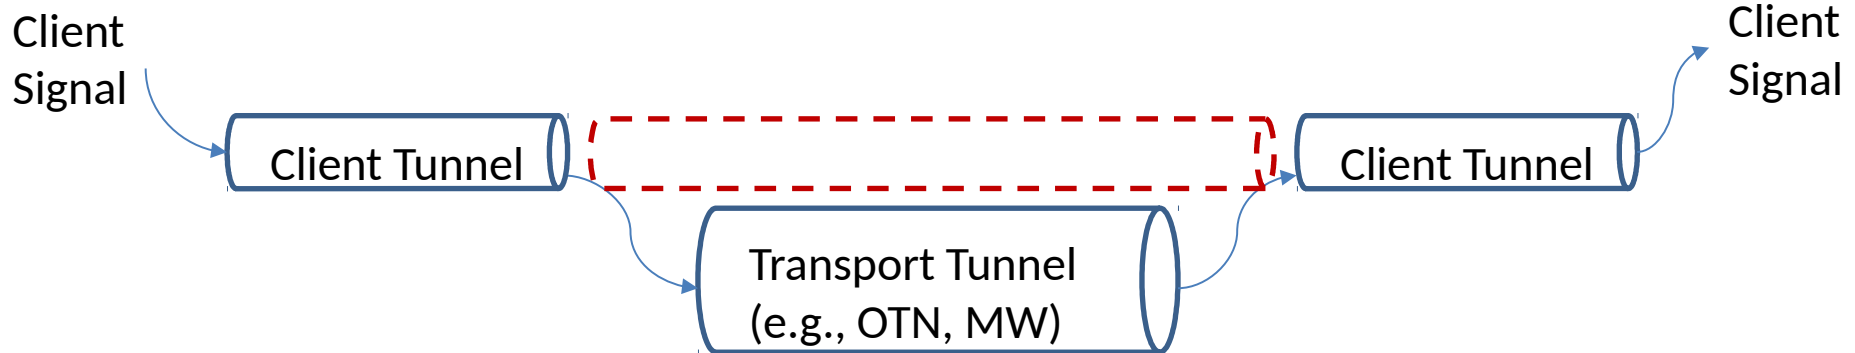 Client
Signal
Client Tunnel
Transport Tunnel
(e.g., OTN, MW)
Client Tunnel
Client
Signal